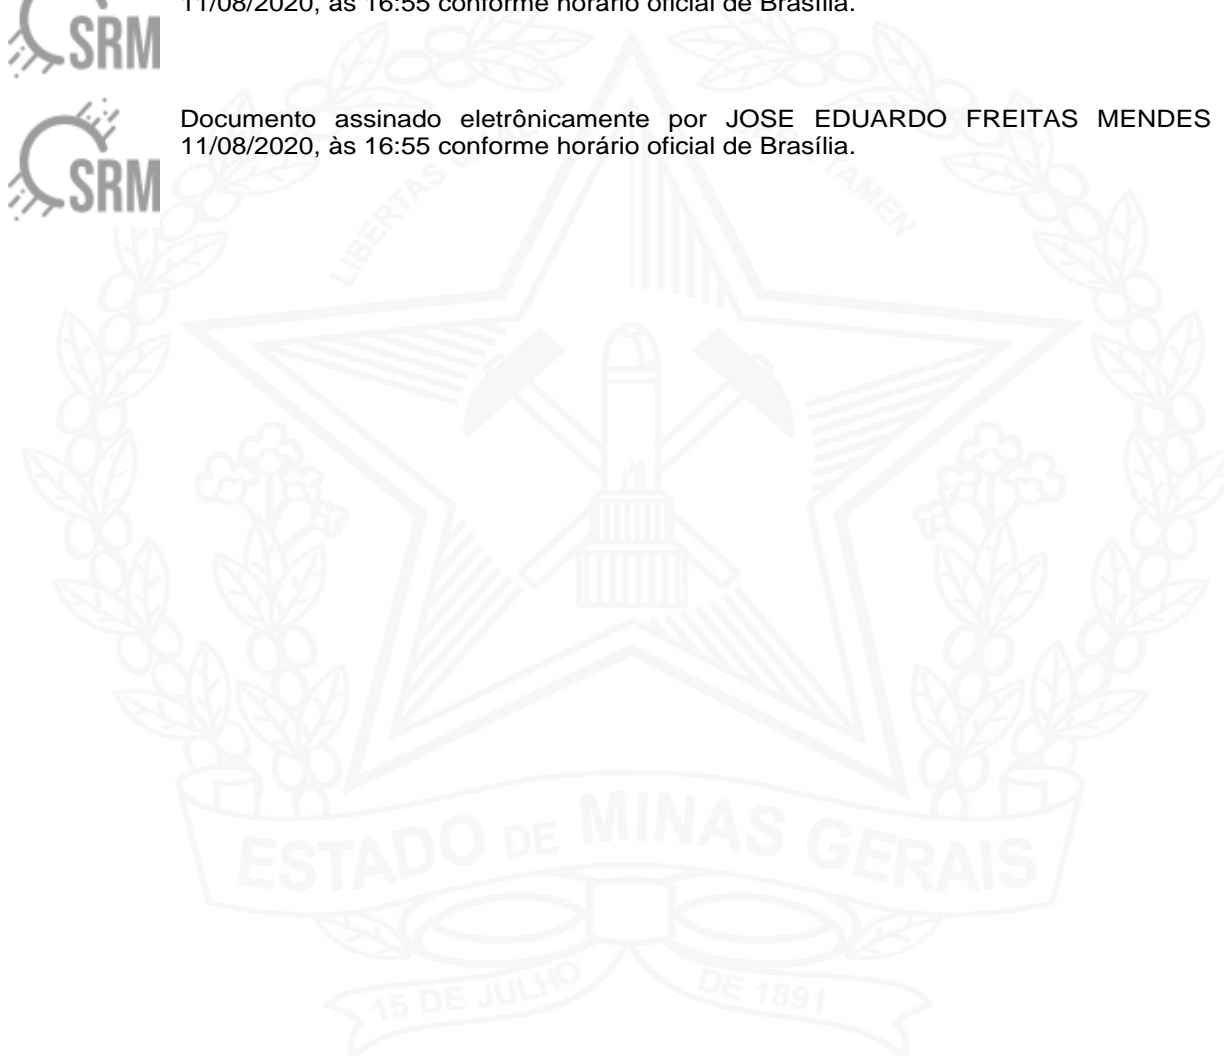 11/08/2020, às 16:55 conforme horário oficial de Brasília.
SRM
Documento assinado eletrônicamente por JOSE EDUARDO FREITAS MENDES
11/08/2020, às 16:55 conforme horário oficial de Brasília.
SRM
LIBERTAS TAMEN
ESTADO DE MINAS GERAIS
15 DE JULHO DE 1891